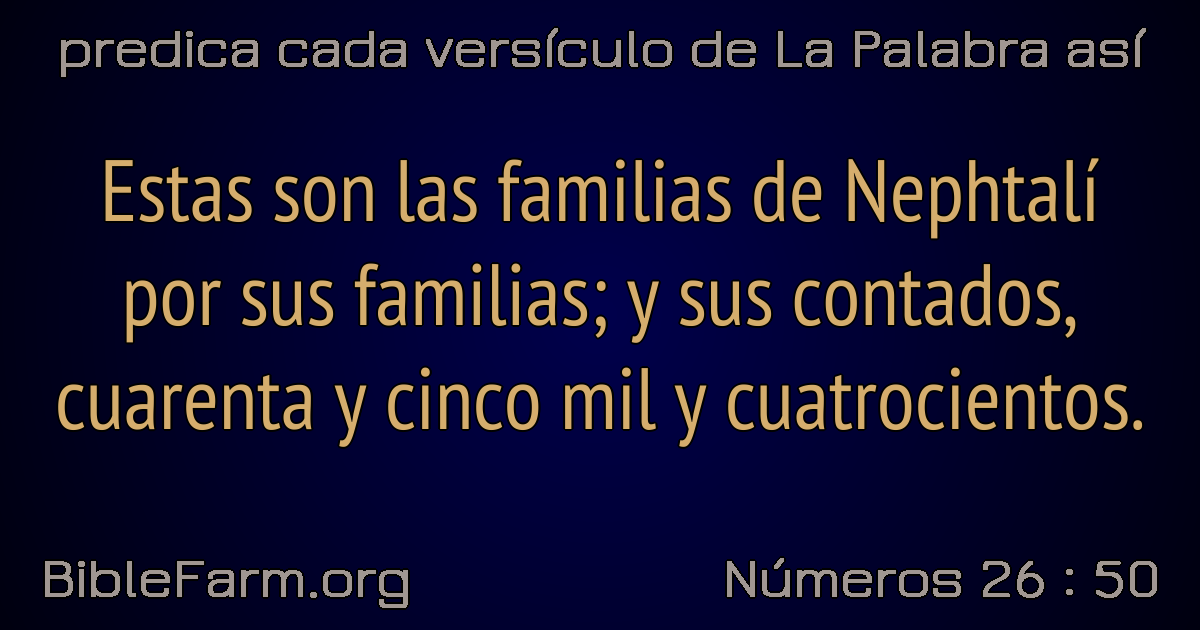 predica cada versículo de La Palabra así
Estas son las familias de Nephtalí
por sus familias; y sus contados,
cuarenta y cinco mil y cuatrocientos.
BibleFarm.org
Números 26 : 50